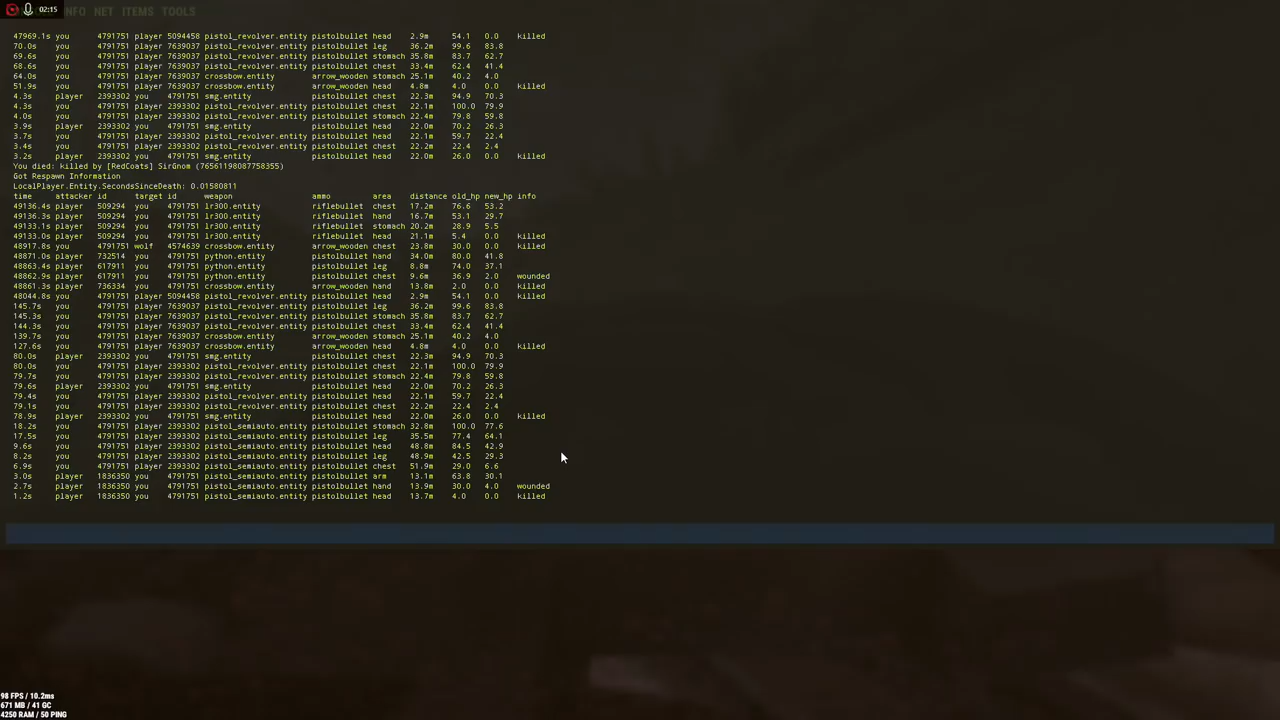 02:15 NFO NET ITEMS TOOLS
47969.1s you 4791751 player 5094458 pistol_revolver.entity pistolbullet head 2.9m 54.1 0.0 killed
70.0s you 4791751 player 7639037 pistol_revolver.entity pistolbullet leg 36.2m 99.6 83.8
69.6s you 4791751 player 7639037 pistol_revolver.entity pistolbullet stomach 35.8m 83.7 62.7
68.6s you 4791751 player 7639037 pistol_revolver.entity pistolbullet chest 33.4m 62.4 41.4
64.0s you 4791751 player 7639037 crossbow.entity arrow_wooden stomach 25.1m 40.2 4.0
51.9s you 4791751 player 7639037 crossbow.entity arrow_wooden head 4.8m 4.0 0.0 killed
4.3s player 2393302 you 4791751 smg.entity pistolbullet chest 22.3m 94.9 70.3
4.3s you 4791751 player 2393302 pistol_revolver.entity pistolbullet chest 22.1m 100.0 79.9
4.0s you 4791751 player 2393302 pistol_revolver.entity pistolbullet stomach 22.4m 79.8 59.8
3.9s player 2393302 you 4791751 smg.entity pistolbullet head 22.0m 70.2 26.3
3.7s you 4791751 player 2393302 pistol_revolver.entity pistolbullet head 22.1m 59.7 22.4
3.4s you 4791751 player 2393302 pistol_revolver.entity pistolbullet chest 22.2m 22.4 2.4
3.2s player 2393302 you 4791751 smg.entity pistolbullet head 22.0m 26.0 0.0 killed
You died: killed by [RedCoats] SirGnom (76561198087758355)
Got Respawn Information
LocalPlayer.Entity.SecondsSinceDeath: 0.01580811
time attacker id target id weapon ammo area distance old_hp new_hp info
49136.4s player 509294 you 4791751 lr300.entity riflebullet chest 17.2m 76.6 53.2
49136.3s player 509294 you 4791751 lr300.entity riflebullet hand 16.7m 53.1 29.7
49133.1s player 509294 you 4791751 lr300.entity riflebullet stomach 20.2m 28.9 5.5
49133.0s player 509294 you 4791751 lr300.entity riflebullet head 21.1m 5.4 0.0 killed
48917.8s you 4791751 wolf 4574639 crossbow.entity arrow_wooden chest 23.8m 30.0 0.0 killed
48871.0s player 732514 you 4791751 python.entity pistolbullet hand 34.0m 80.0 41.8
48863.4s player 617911 you 4791751 python.entity pistolbullet leg 8.8m 74.0 37.1
48862.9s player 617911 you 4791751 python.entity pistolbullet chest 9.6m 36.9 2.0 wounded
48861.3s player 736334 you 4791751 crossbow.entity arrow_wooden hand 13.8m 2.0 0.0 killed
48044.8s you 4791751 player 5094458 pistol_revolver.entity pistolbullet head 2.9m 54.1 0.0 killed
145.7s you 4791751 player 7639037 pistol_revolver.entity pistolbullet leg 36.2m 99.6 83.8
145.3s you 4791751 player 7639037 pistol_revolver.entity pistolbullet stomach 35.8m 83.7 62.7
144.3s you 4791751 player 7639037 pistol_revolver.entity pistolbullet chest 33.4m 62.4 41.4
139.7s you 4791751 player 7639037 crossbow.entity arrow_wooden stomach 25.1m 40.2 4.0
127.6s you 4791751 player 7639037 crossbow.entity arrow_wooden head 4.8m 4.0 0.0 killed
80.0s player 2393302 you 4791751 smg.entity pistolbullet chest 22.3m 94.9 70.3
80.0s you 4791751 player 2393302 pistol_revolver.entity pistolbullet chest 22.1m 100.0 79.9
79.7s you 4791751 player 2393302 pistol_revolver.entity pistolbullet stomach 22.4m 79.8 59.8
79.6s player 2393302 you 4791751 smg.entity pistolbullet head 22.0m 70.2 26.3
79.4s you 4791751 player 2393302 pistol_revolver.entity pistolbullet head 22.1m 59.7 22.4
79.1s you 4791751 player 2393302 pistol_revolver.entity pistolbullet chest 22.2m 22.4 2.4
78.9s player 2393302 you 4791751 smg.entity pistolbullet head 22.0m 26.0 0.0 killed
18.2s you 4791751 player 2393302 pistol_semiauto.entity pistolbullet stomach 32.8m 100.0 77.6
17.5s you 4791751 player 2393302 pistol_semiauto.entity pistolbullet leg 35.5m 77.4 64.1
9.6s you 4791751 player 2393302 pistol_semiauto.entity pistolbullet head 48.8m 84.5 42.9
8.2s you 4791751 player 2393302 pistol_semiauto.entity pistolbullet leg 48.9m 42.5 29.3
6.9s you 4791751 player 2393302 pistol_semiauto.entity pistolbullet chest 51.9m 29.0 6.6
3.0s player 1836350 you 4791751 pistol_semiauto.entity pistolbullet arm 13.1m 63.8 30.1
2.7s player 1836350 you 4791751 pistol_semiauto.entity pistolbullet hand 13.9m 30.0 4.0 wounded
1.2s player 1836350 you 4791751 pistol_semiauto.entity pistolbullet head 13.7m 4.0 0.0 killed
98 FPS / 10.2ms
671 MB / 41 GC
4250 RAM / 50 PING